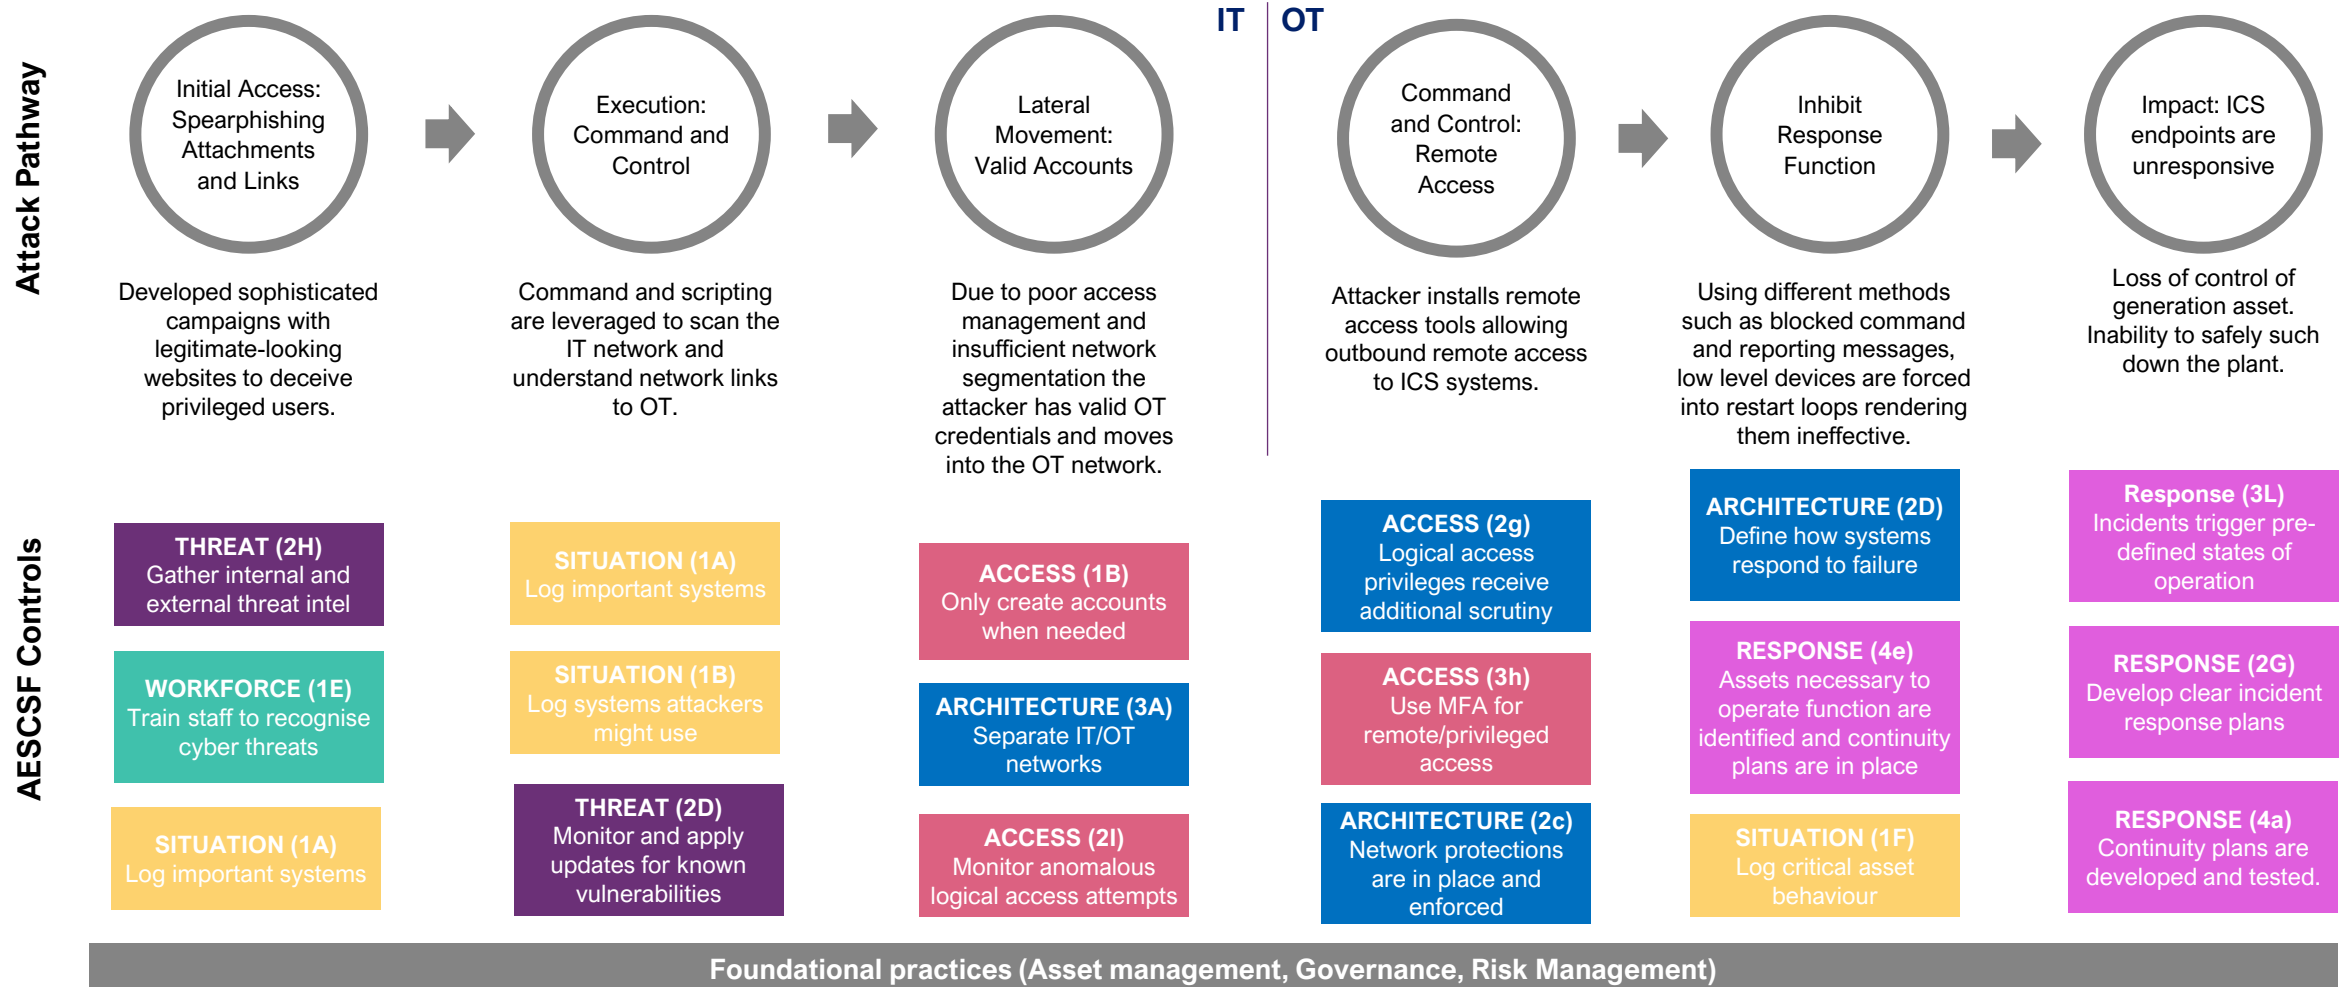 IT
OT
Attack Pathway
Initial Access:
Spearphishing
Attachments
and Links
Execution:
Command and
Control
Lateral
Movement:
Valid Accounts
Command
and Control:
Remote
Access
Inhibit
Response
Function
Impact: ICS
endpoints are
unresponsive
Developed sophisticated
campaigns with
legitimate-looking
websites to deceive
privileged users.
Command and scripting
are leveraged to scan the
IT network and
understand network links
to OT.
Due to poor access
management and
insufficient network
segmentation the
attacker has valid OT
credentials and moves
into the OT network.
Attacker installs remote
access tools allowing
outbound remote access
to ICS systems.
Using different methods
such as blocked command
and reporting messages,
low level devices are forced
into restart loops rendering
them ineffective.
Loss of control of
generation asset.
Inability to safely such
down the plant.
AESCSF Controls
THREAT (2H)
Gather internal and
external threat intel
WORKFORCE (1E)
Train staff to recognise
cyber threats
SITUATION (1A)
Log important systems
SITUATION (1A)
Log important systems
SITUATION (1B)
Log systems attackers
might use
THREAT (2D)
Monitor and apply
updates for known
vulnerabilities
ACCESS (1B)
Only create accounts
when needed
ARCHITECTURE (3A)
Separate IT/OT
networks
ACCESS (2I)
Monitor anomalous
logical access attempts
ACCESS (2g)
Logical access
privileges receive
additional scrutiny
ACCESS (3h)
Use MFA for
remote/privileged
access
ARCHITECTURE (2c)
Network protections
are in place and
enforced
ARCHITECTURE (2D)
Define how systems
respond to failure
RESPONSE (4e)
Assets necessary to
operate function are
identified and continuity
plans are in place
SITUATION (1F)
Log critical asset
behaviour
Response (3L)
Incidents trigger pre-
defined states of
operation
RESPONSE (2G)
Develop clear incident
response plans
RESPONSE (4a)
Continuity plans are
developed and tested.
Foundational practices (Asset management, Governance, Risk Management)